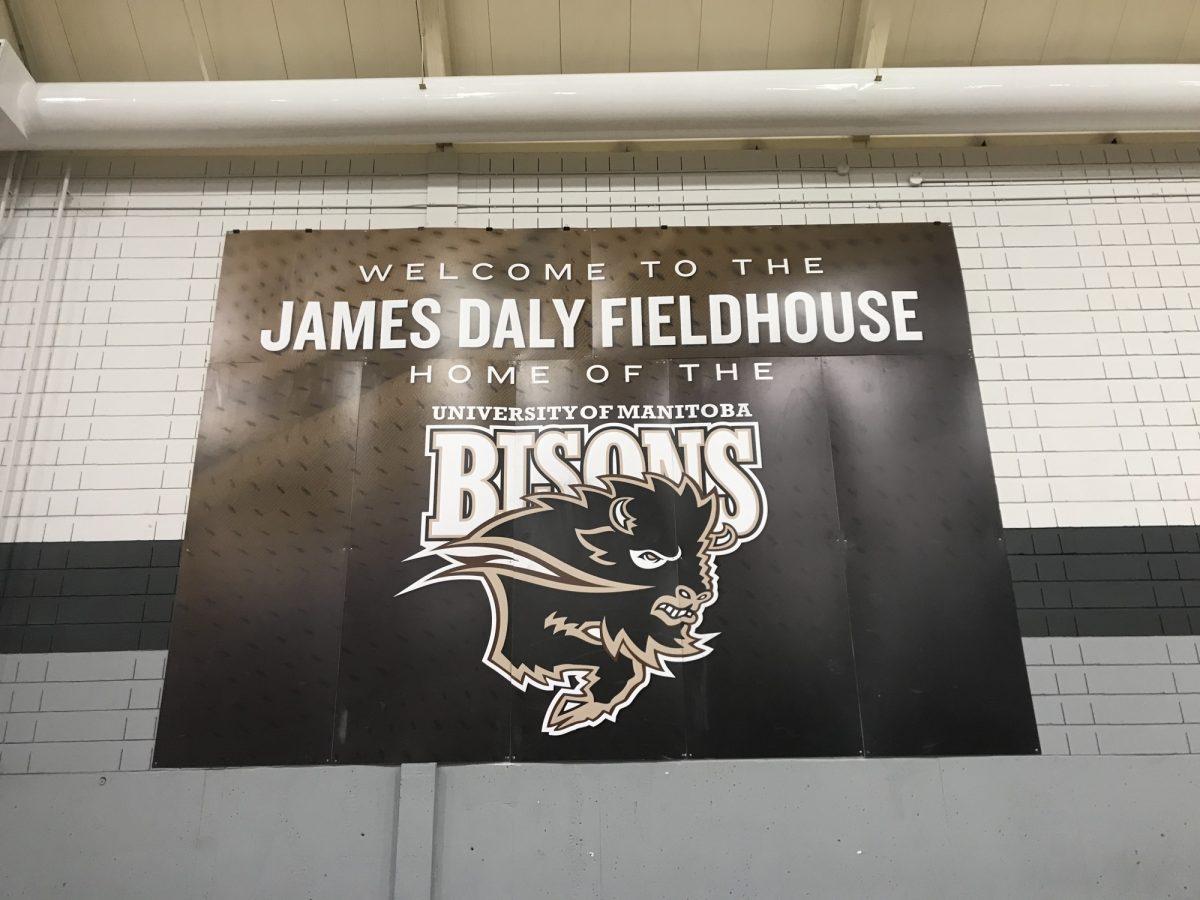 WELCOME TO THE
JAMES DALY FIELDHOUSE
HOME OF THE
UNIVERSITY OF MANITOBA
BISONS